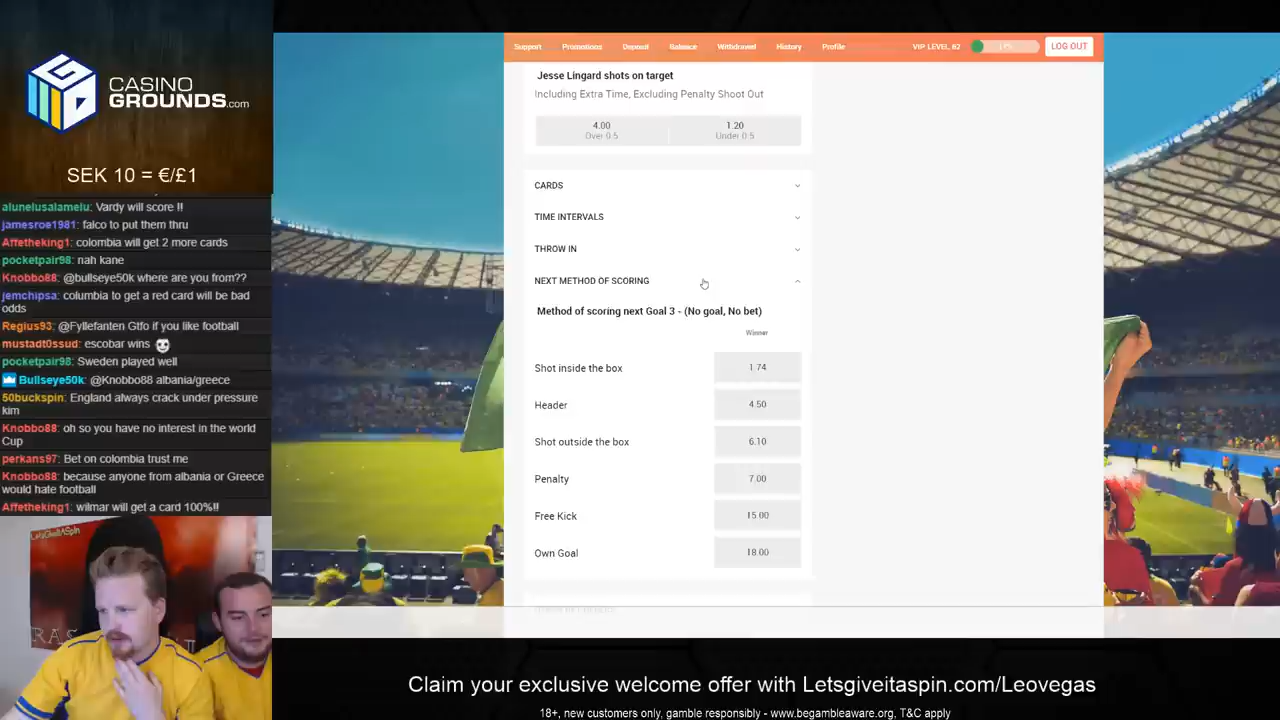 CASINO
GROUNDS.com
SEK 10 = €/£1
alunelusalamelu: Vardy will score !!
jamesroe1981: falco to put them thru
Affetheking1: colombia will get 2 more cards
pocketpair98: nah kane
Knobbo88: @bullseye50k where are you from??
jemchipsa: columbia to get a red card will be bad
odds
Regius93: @Fyllefanten Gtfo if you like football
mustadt0ssud: escobar wins
pocketpair98: Sweden played well
Bullseye50k: @Knobbo88 albania/greece
50buckspin: England always crack under pressure
kim
Knobbo88: oh so you have no interest in the world
Cup
perkans97: Bet on colombia trust me
Knobbo88: because anyone from albania or Greece
would hate football
Affetheking1: wilmar will get a card 100%!!
Support Promotions Deposit Balance Withdrawal History Profile VIP LEVEL 82 LOG OUT
Jesse Lingard shots on target
Including Extra Time, Excluding Penalty Shoot Out
4.00 1.20
Over 0.5 Under 0.5
CARDS
TIME INTERVALS
THROW IN
NEXT METHOD OF SCORING
Method of scoring next Goal 3 - (No goal, No bet)
Winner
Shot inside the box 1.74
Header 4.50
Shot outside the box 6.10
Penalty 7.00
Free Kick 15.00
Own Goal 18.00
Claim your exclusive welcome offer with Letsgiveitaspin.com/Leovegas
18+, new customers only, gamble responsibly - www.begambleaware.org, T&C apply